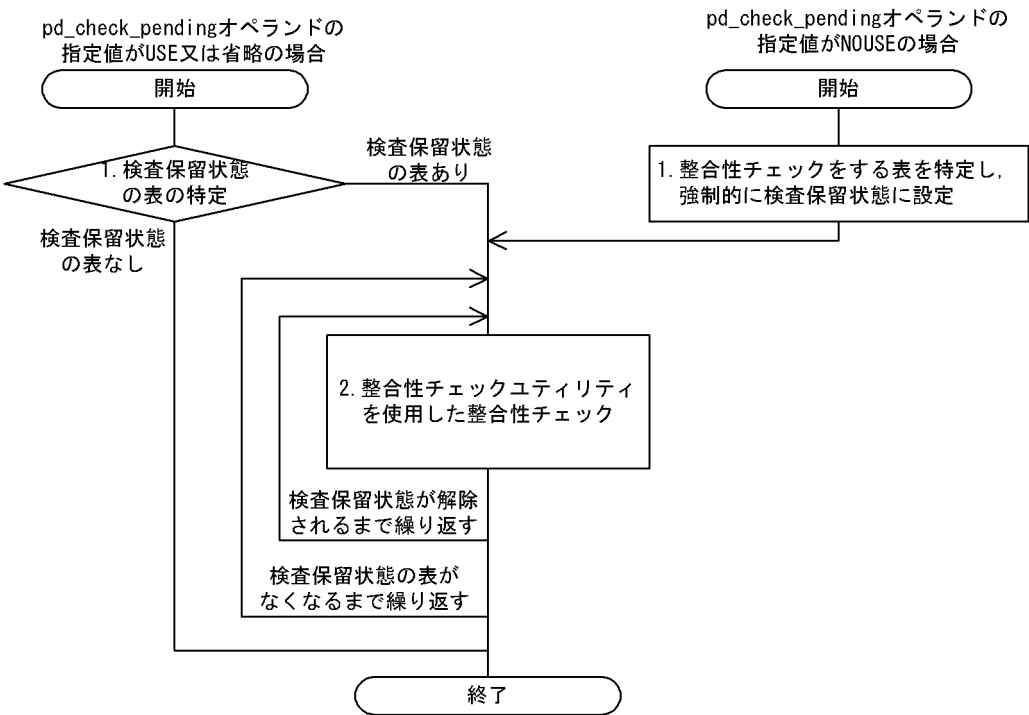 pd_check_pendingオペランドの
指定値がUSE又は省略の場合
pd_check_pendingオペランドの
指定値がNOUSEの場合
開始
開始
1.検査保留状態
の表の特定
検査保留状態
の表あり
1.整合性チェックをする表を特定し,
強制的に検査保留状態に設定
検査保留状態
の表なし
2.整合性チェックユティリティ
を使用した整合性チェック
検査保留状態が解除
されるまで繰り返す
検査保留状態の表が
なくなるまで繰り返す
終了